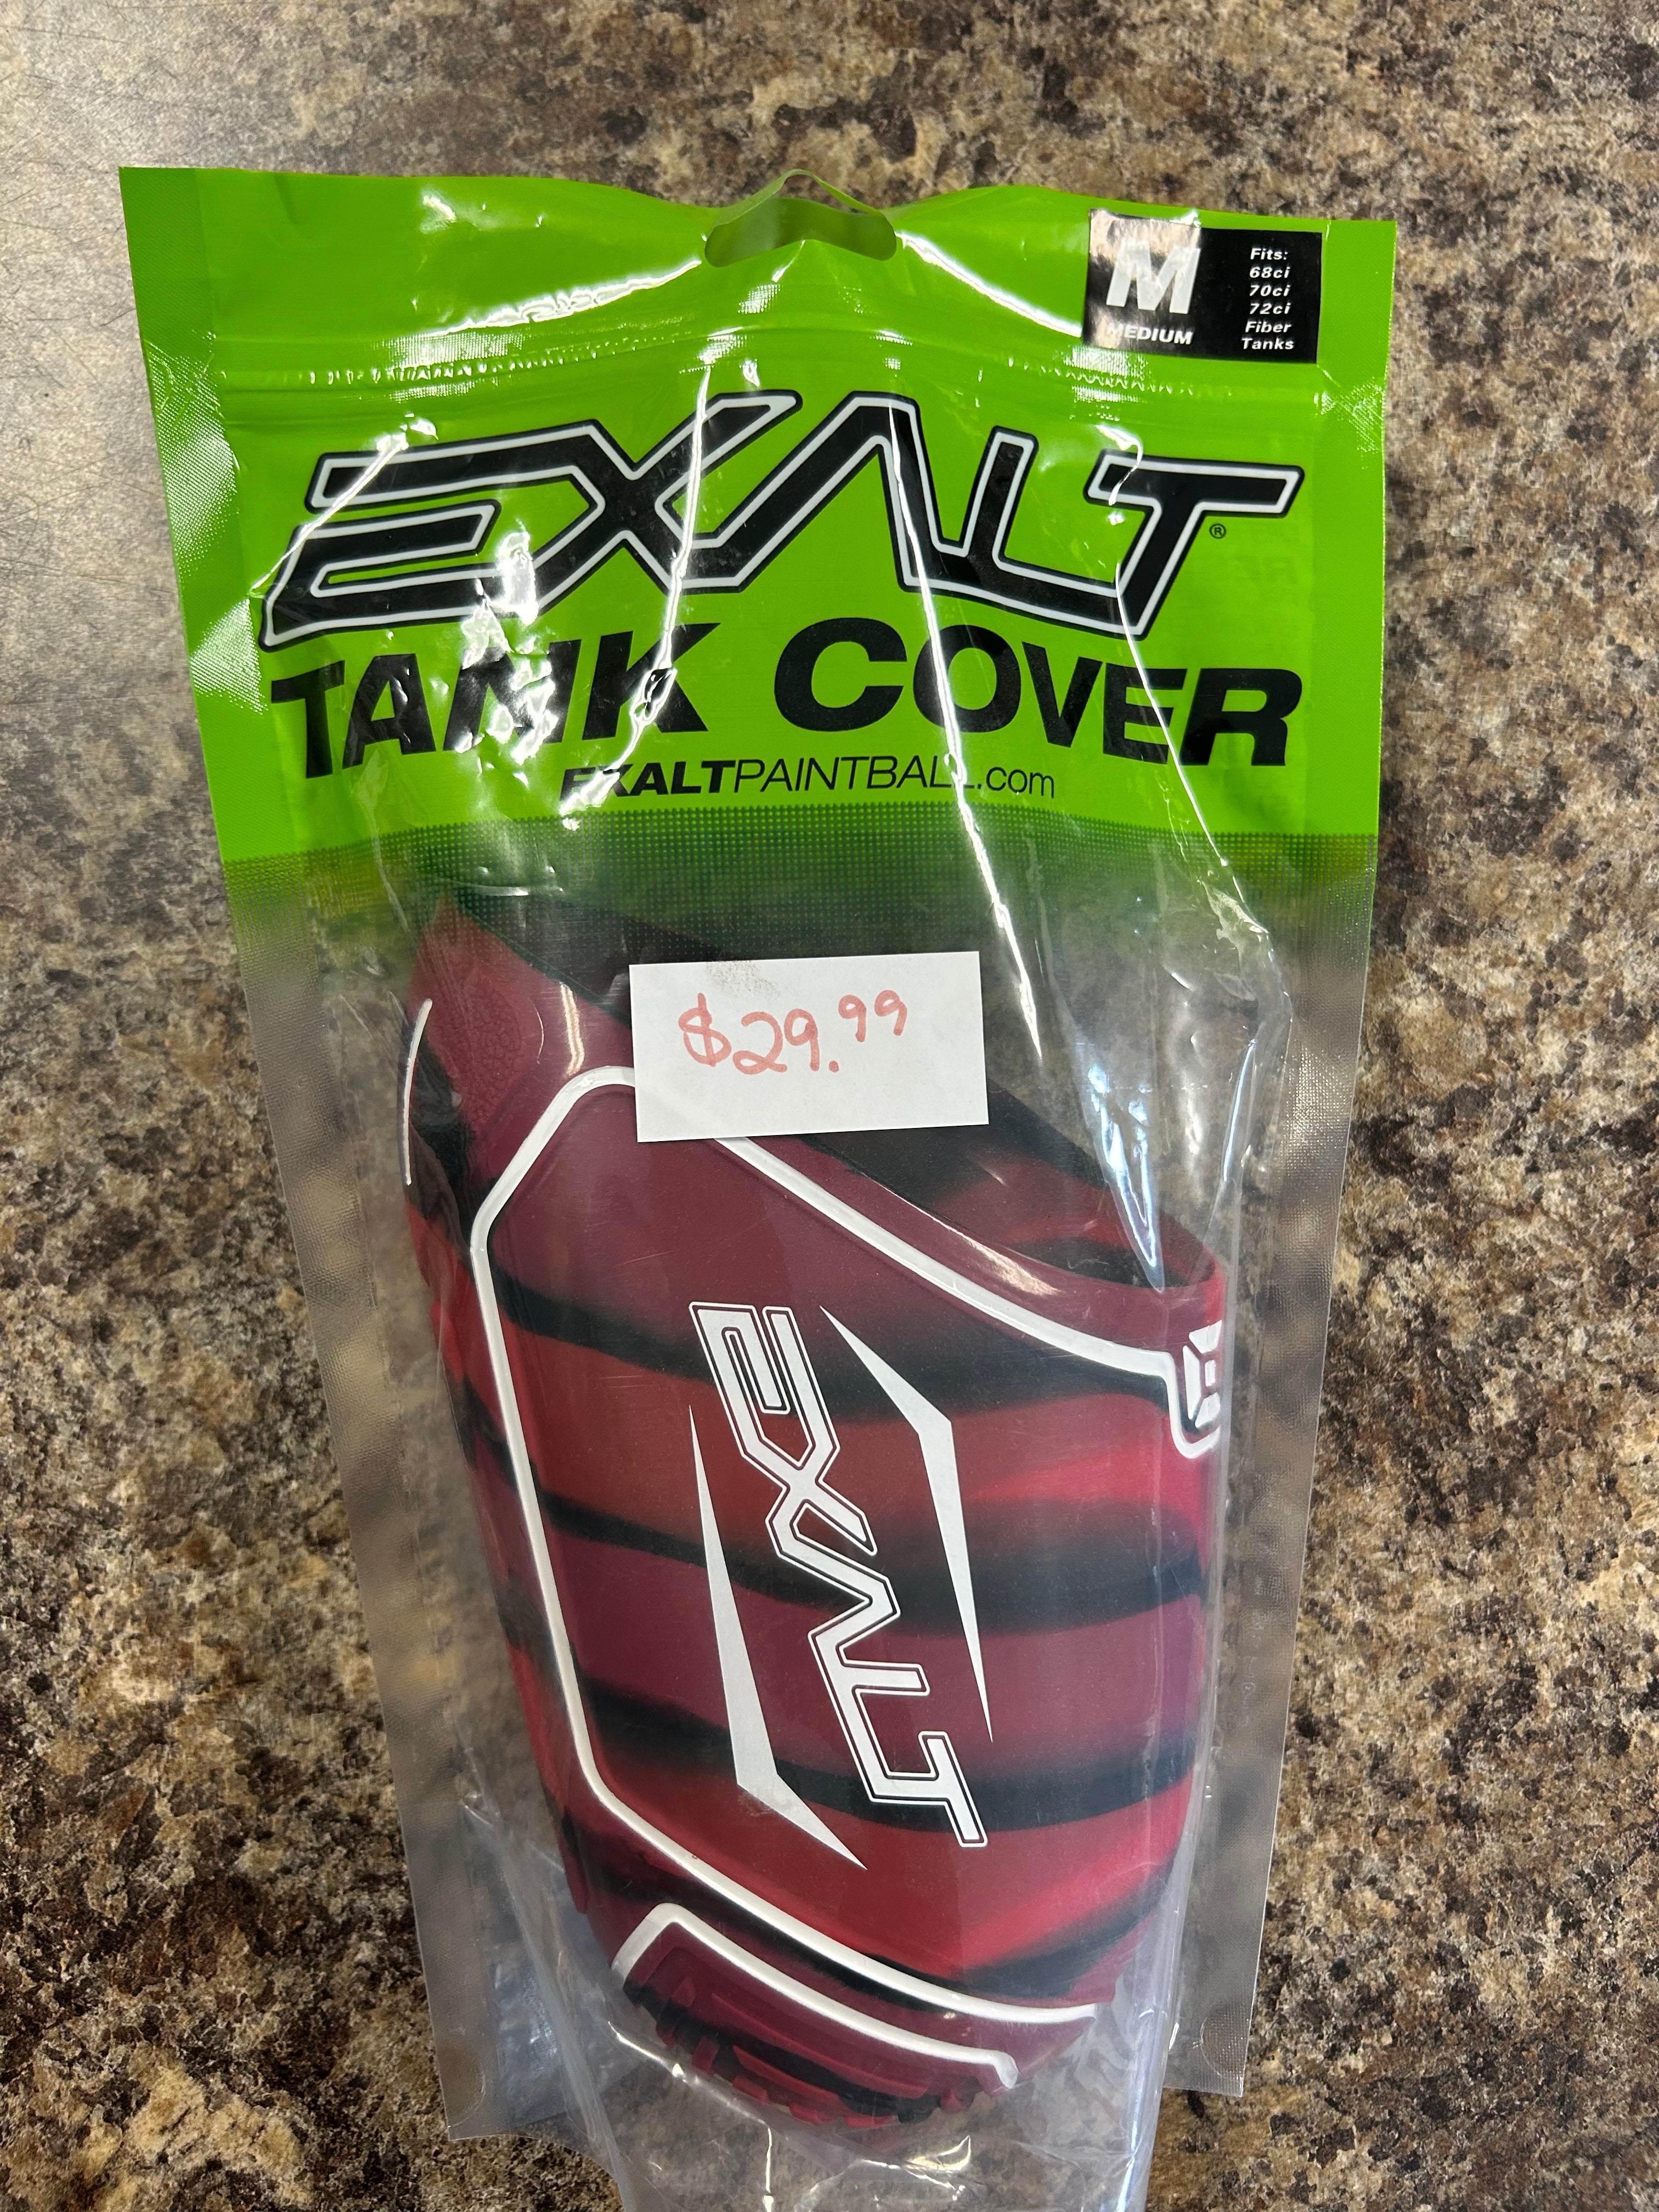 M
MEDIUM
Fits:
68ci
70ci
72ci
Fiber
Tanks
EXALT®
TANK COVER
EXALTPAINTBALL.com
$29.99
EXALT